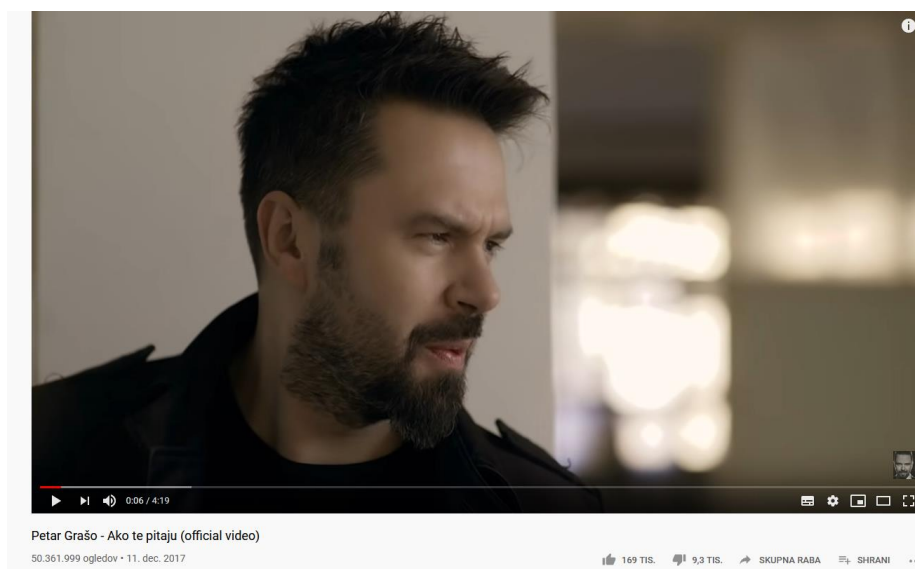 0:06 / 4:19
Petar Grašo - Ako te pitaju (official video)
50.361.999 ogledov • 11. dec. 2017
169 TIS. 9,3 TIS. SKUPNA RABA SHRANI